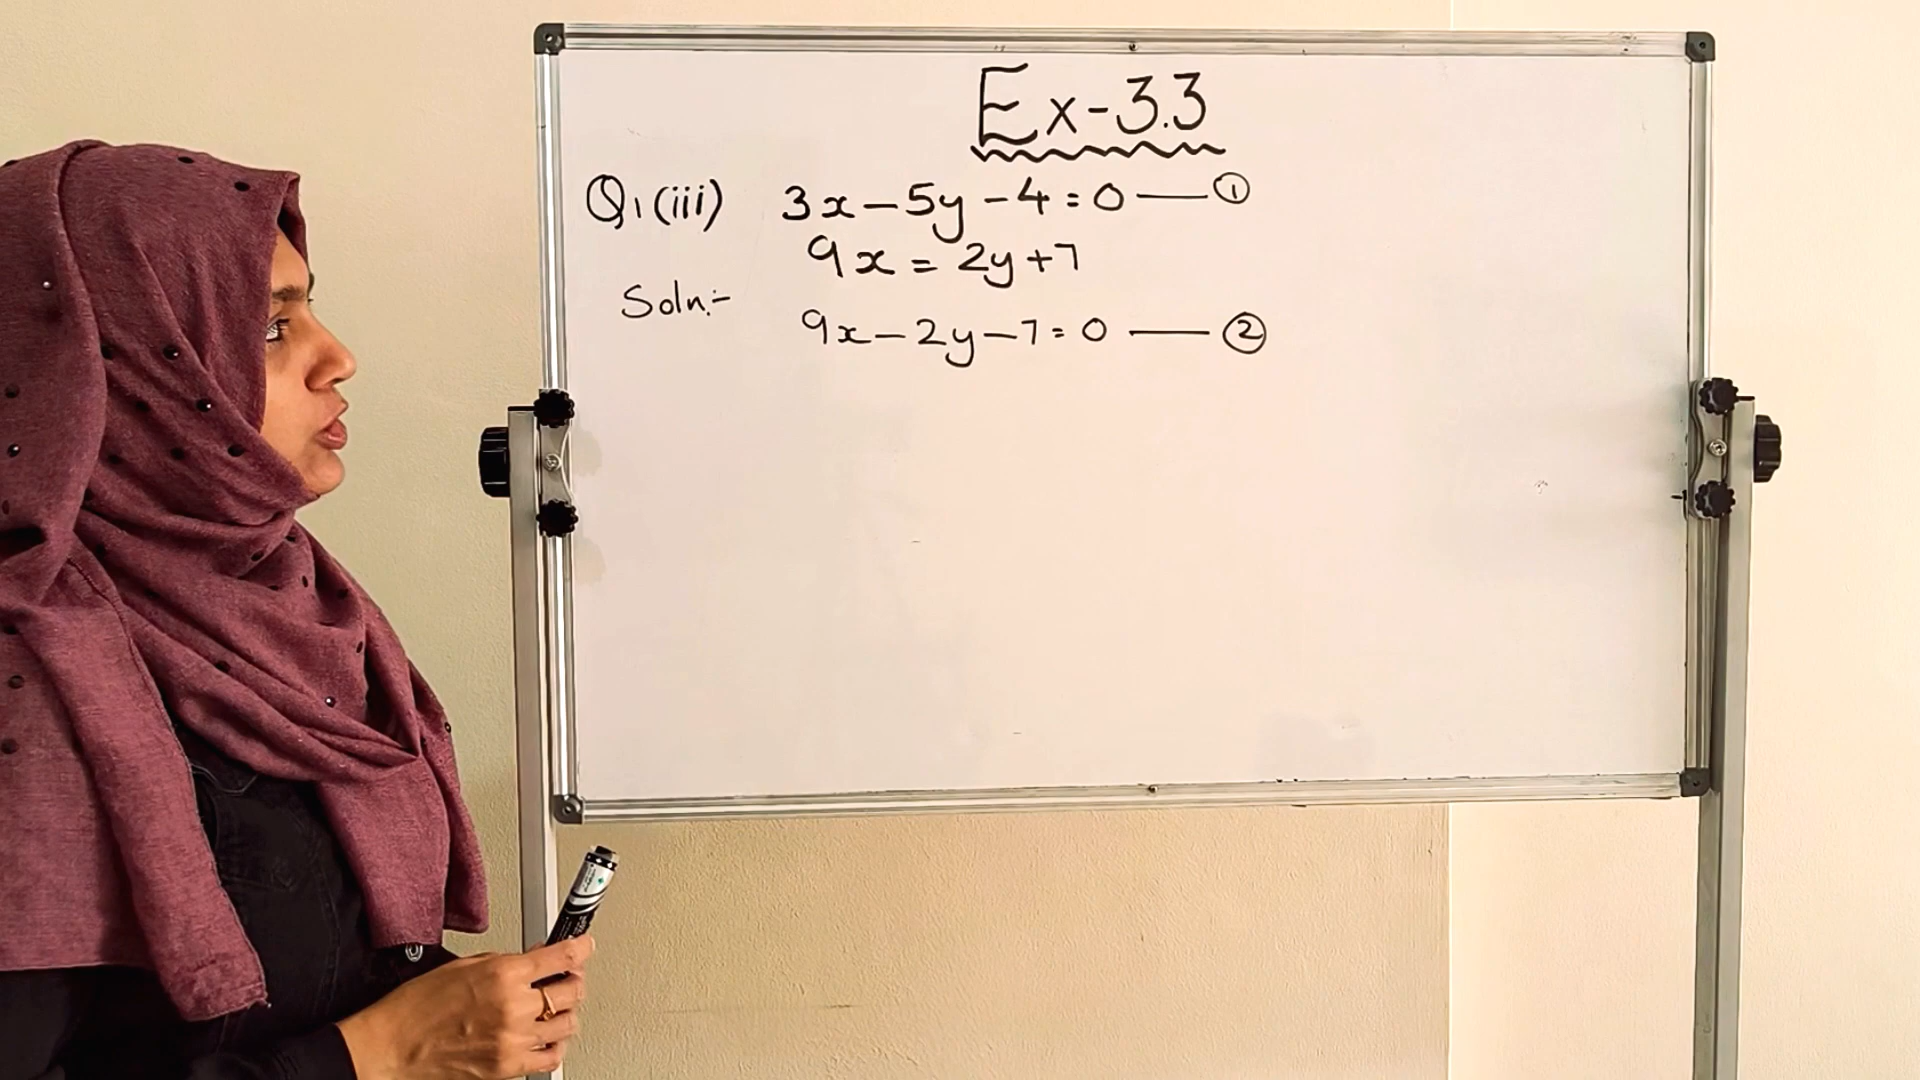 Ex-3.3
Q1(iii) 3x-5y-4=0 —— ①
9x = 2y+7
Soln:-
9x-2y-7=0 —— ②